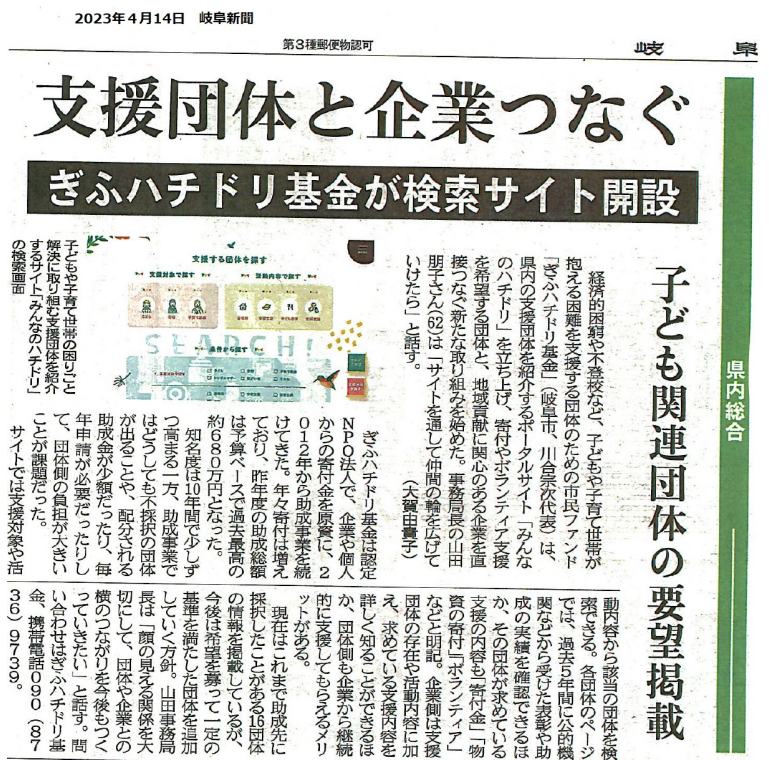 2023年4月14日 岐阜新聞
第3種郵便物認可
岐 阜
県内総合
支援団体と企業つなぐ
ぎふハチドリ基金が検索サイト開設
子ども関連団体の要望掲載
経済的困窮や不登校など、子どもや子育て世帯が
抱える困難を支援する団体のための市民ファンド
「ぎふハチドリ基金」(岐阜市、川合宗次代表)は、
県内の支援団体を紹介するポータルサイト「みんな
のハチドリ」を立ち上げ、寄付やボランティア支援
を希望する団体と、地域貢献に関心のある企業を直
接つなぐ新たな取り組みを始めた。事務局長の山田
朋子さん(62)は「サイトを通して仲間の輪を広げて
いけたら」と話す。
(大賀由貴子)
支援する団体を探す
支援対象で探す
活動内容で探す
SEARCH!
条件から探す
子どもや子育て世帯の困りごと
解決に取り組む支援団体を紹介
するサイト「みんなのハチドリ」
の検索画面
ぎふハチドリ基金は認定
NPO法人で、企業や個人
からの寄付金を原資に、2
012年から助成事業を続
けてきた。年々寄付は増え
ており、昨年度の助成総額
は予算ベースで過去最高の
約680万円となった。
知名度は10年間で少しず
つ高まる一方、助成事業で
はどうしても不採択の団体
が出ることや、配分される
助成金が少額だったり、毎
年申請が必要だったりし
て、団体側の負担が大きい
ことが課題だった。
サイトでは支援対象や活
動内容から該当の団体を検
索できる。各団体のページ
では、過去5年間に公的機
関などから受けた表彰や助
成の実績を確認できるほ
か、その団体が求めている
支援の内容も「寄付金」「物
資の寄付」「ボランティア」
などと明記。企業側は支援
団体の存在や活動内容に加
え、求めている支援内容を
詳しく知ることができるほ
か、団体側も企業から継続
的に支援してもらえるメリ
ットがある。
現在はこれまで助成先に
採択したことがある16団体
の情報を掲載しているが、
今後は希望を募って一定の
基準を満たした団体を追加
していく方針。山田事務局
長は「顔の見える関係を大
切にして、団体や企業との
横のつながりを今後もつく
っていきたい」と話す。問
い合わせはぎふハチドリ基
金、携帯電話090(87
36)9739。